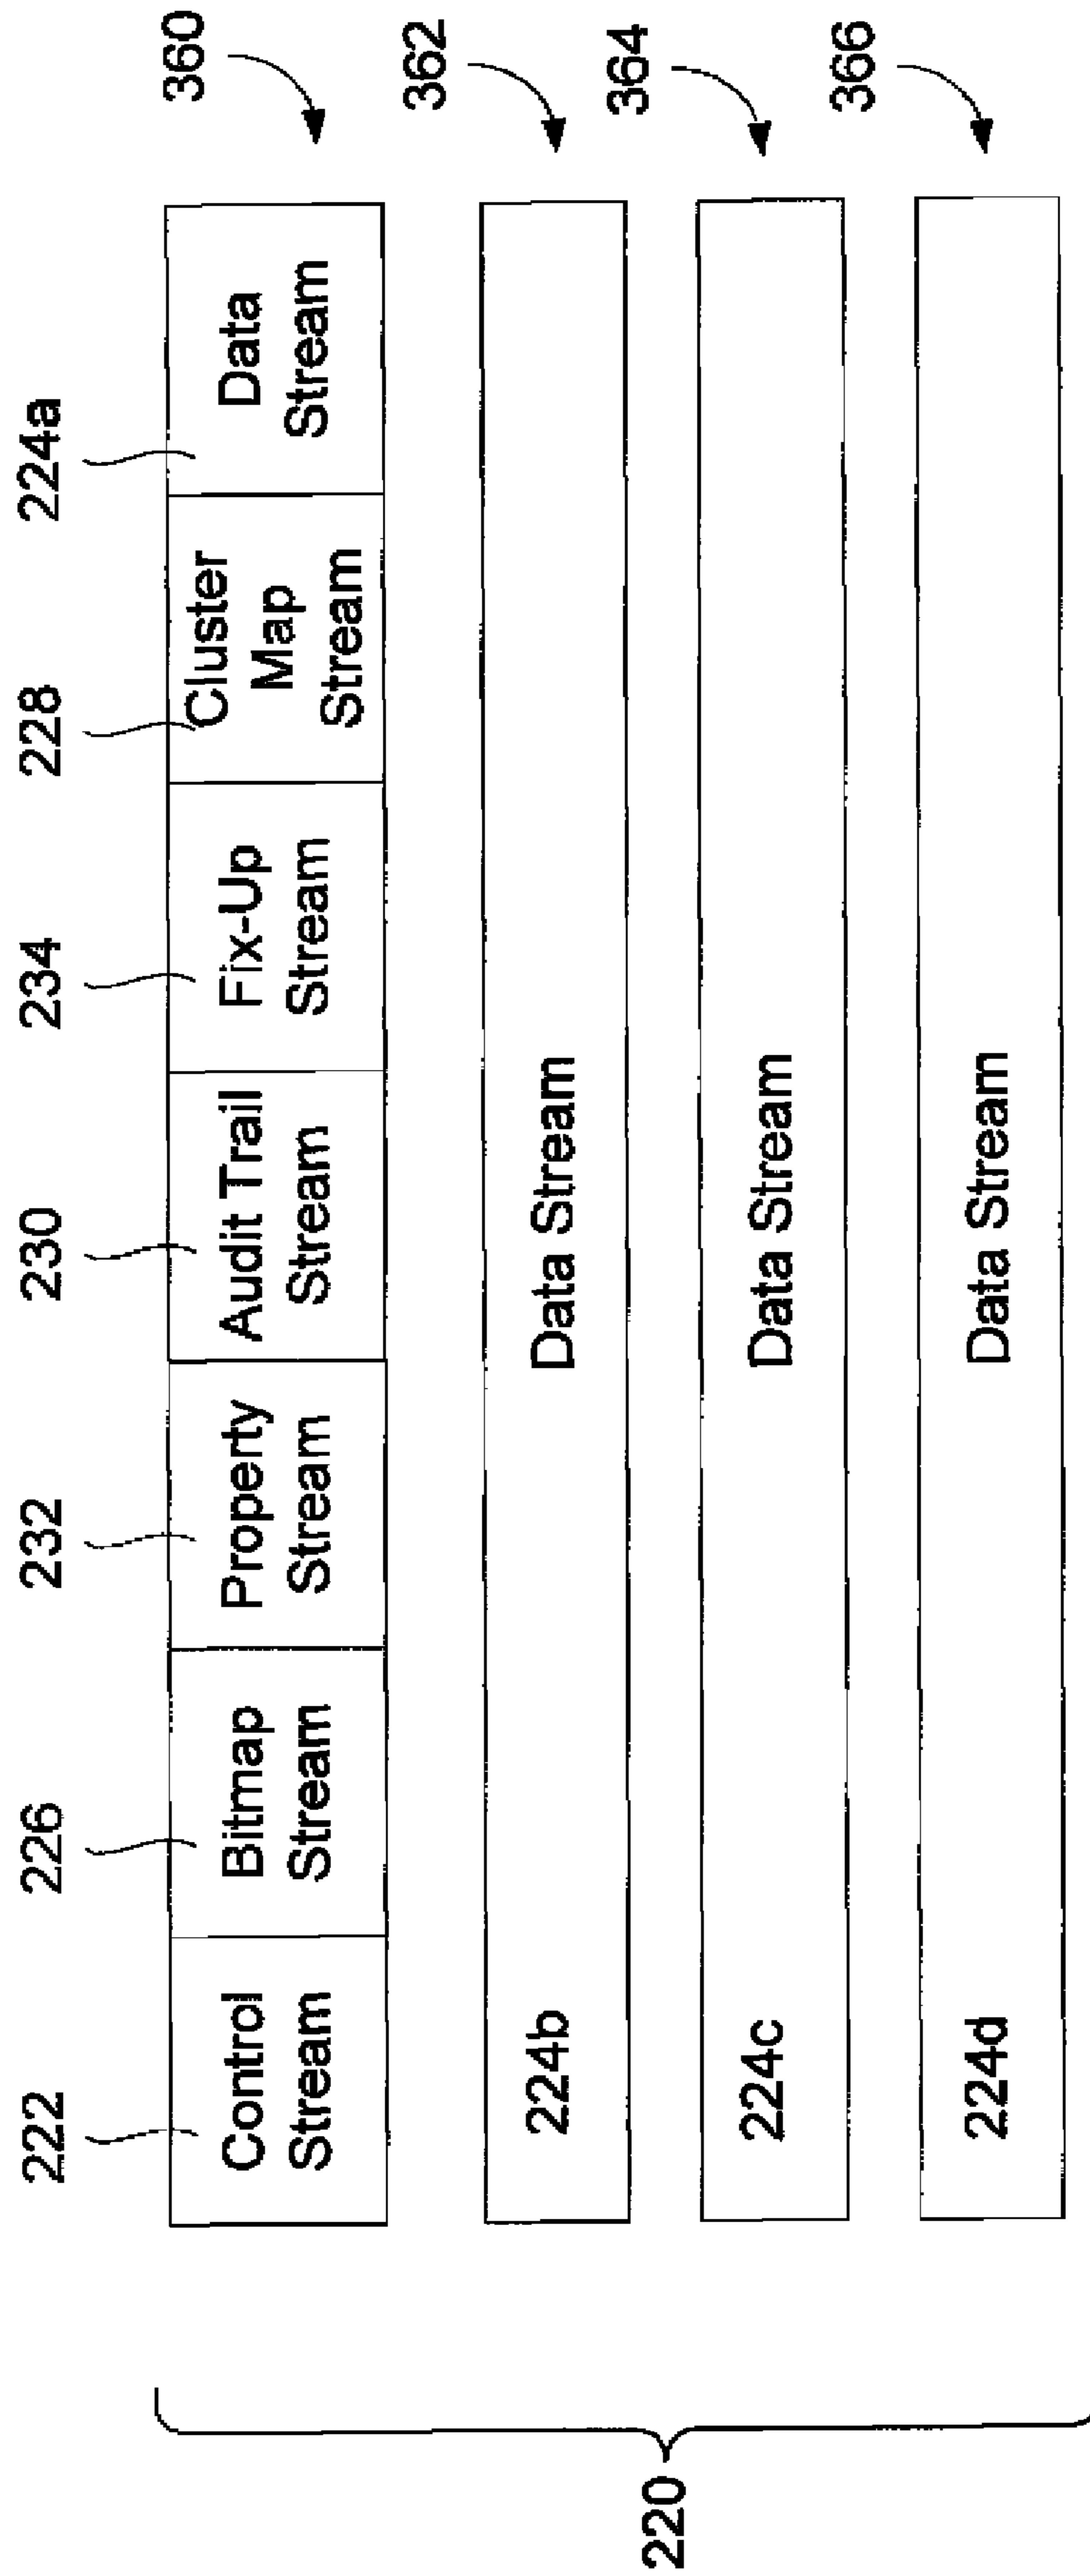 222
226
232
230
234
228
224a
Control
Stream
Bitmap
Stream
Property
Stream
Audit Trail
Stream
Fix-Up
Stream
Cluster
Map
Stream
Data
Stream
360
362
224b
Data Stream
364
224c
Data Stream
366
224d
Data Stream
220